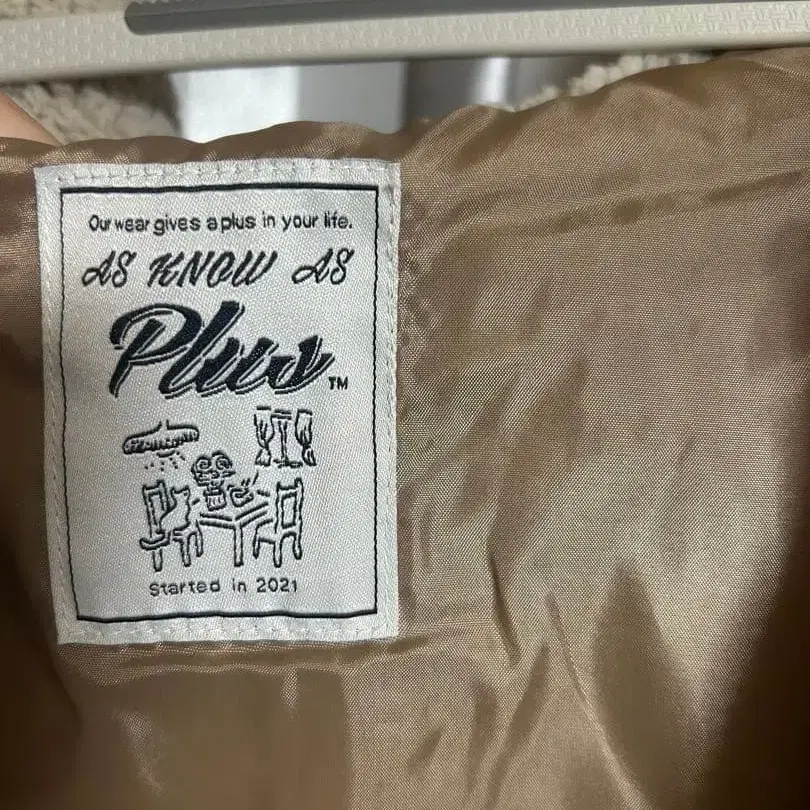 Our wear gives a plus in your life.
AS KNOW AS
Plus TM
Started in 2021